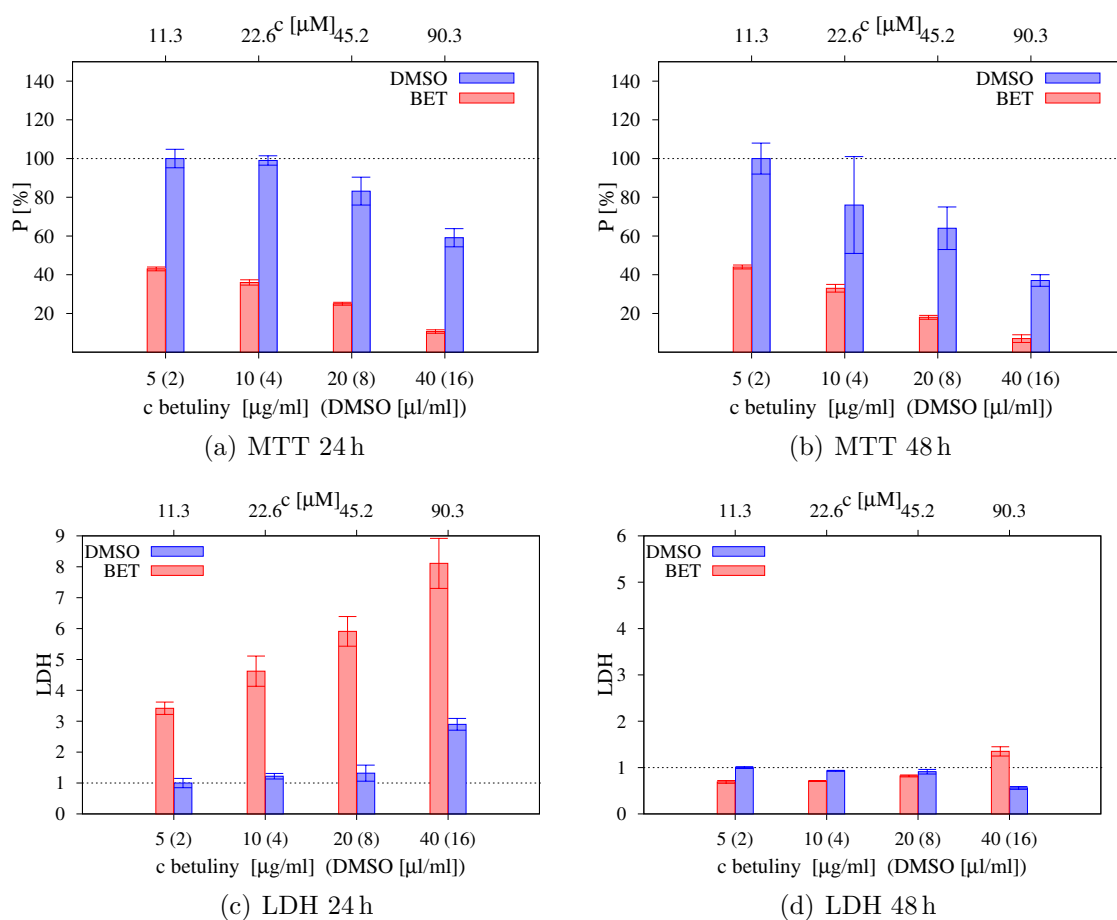 c [μM]
11.3 22.6 45.2 90.3
140
120
100
80
60
40
20
P [%]
DMSO
BET
5 (2) 10 (4) 20 (8) 40 (16)
c betuliny [μg/ml] (DMSO [μl/ml])
(a) MTT 24 h
c [μM]
11.3 22.6 45.2 90.3
140
120
100
80
60
40
20
P [%]
DMSO
BET
5 (2) 10 (4) 20 (8) 40 (16)
c betuliny [μg/ml] (DMSO [μl/ml])
(b) MTT 48 h
c [μM]
11.3 22.6 45.2 90.3
9
8
7
6
5
4
3
2
1
0
LDH
DMSO
BET
5 (2) 10 (4) 20 (8) 40 (16)
c betuliny [μg/ml] (DMSO [μl/ml])
(c) LDH 24 h
c [μM]
11.3 22.6 45.2 90.3
6
5
4
3
2
1
0
LDH
DMSO
BET
5 (2) 10 (4) 20 (8) 40 (16)
c betuliny [μg/ml] (DMSO [μl/ml])
(d) LDH 48 h